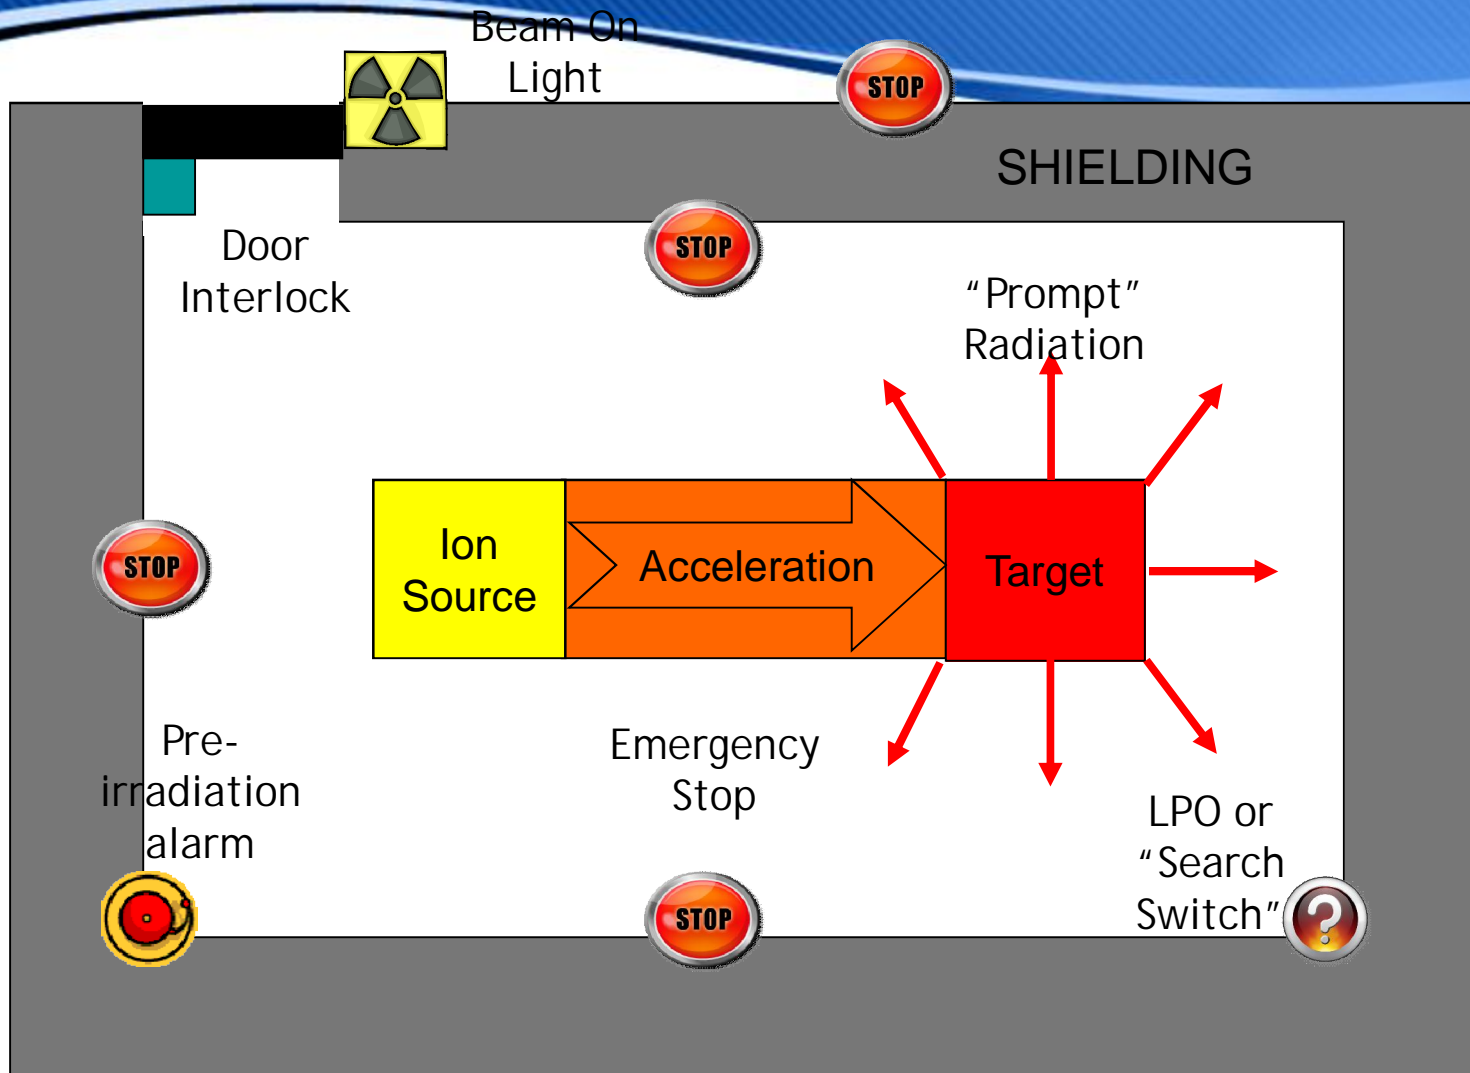 Beam On
Light
STOP
SHIELDING
STOP
Door
Interlock
“Prompt”
Radiation
Ion
Source
Acceleration
Target
STOP
Pre-
irradiation
alarm
Emergency
Stop
LPO or
“Search
Switch”
STOP
?